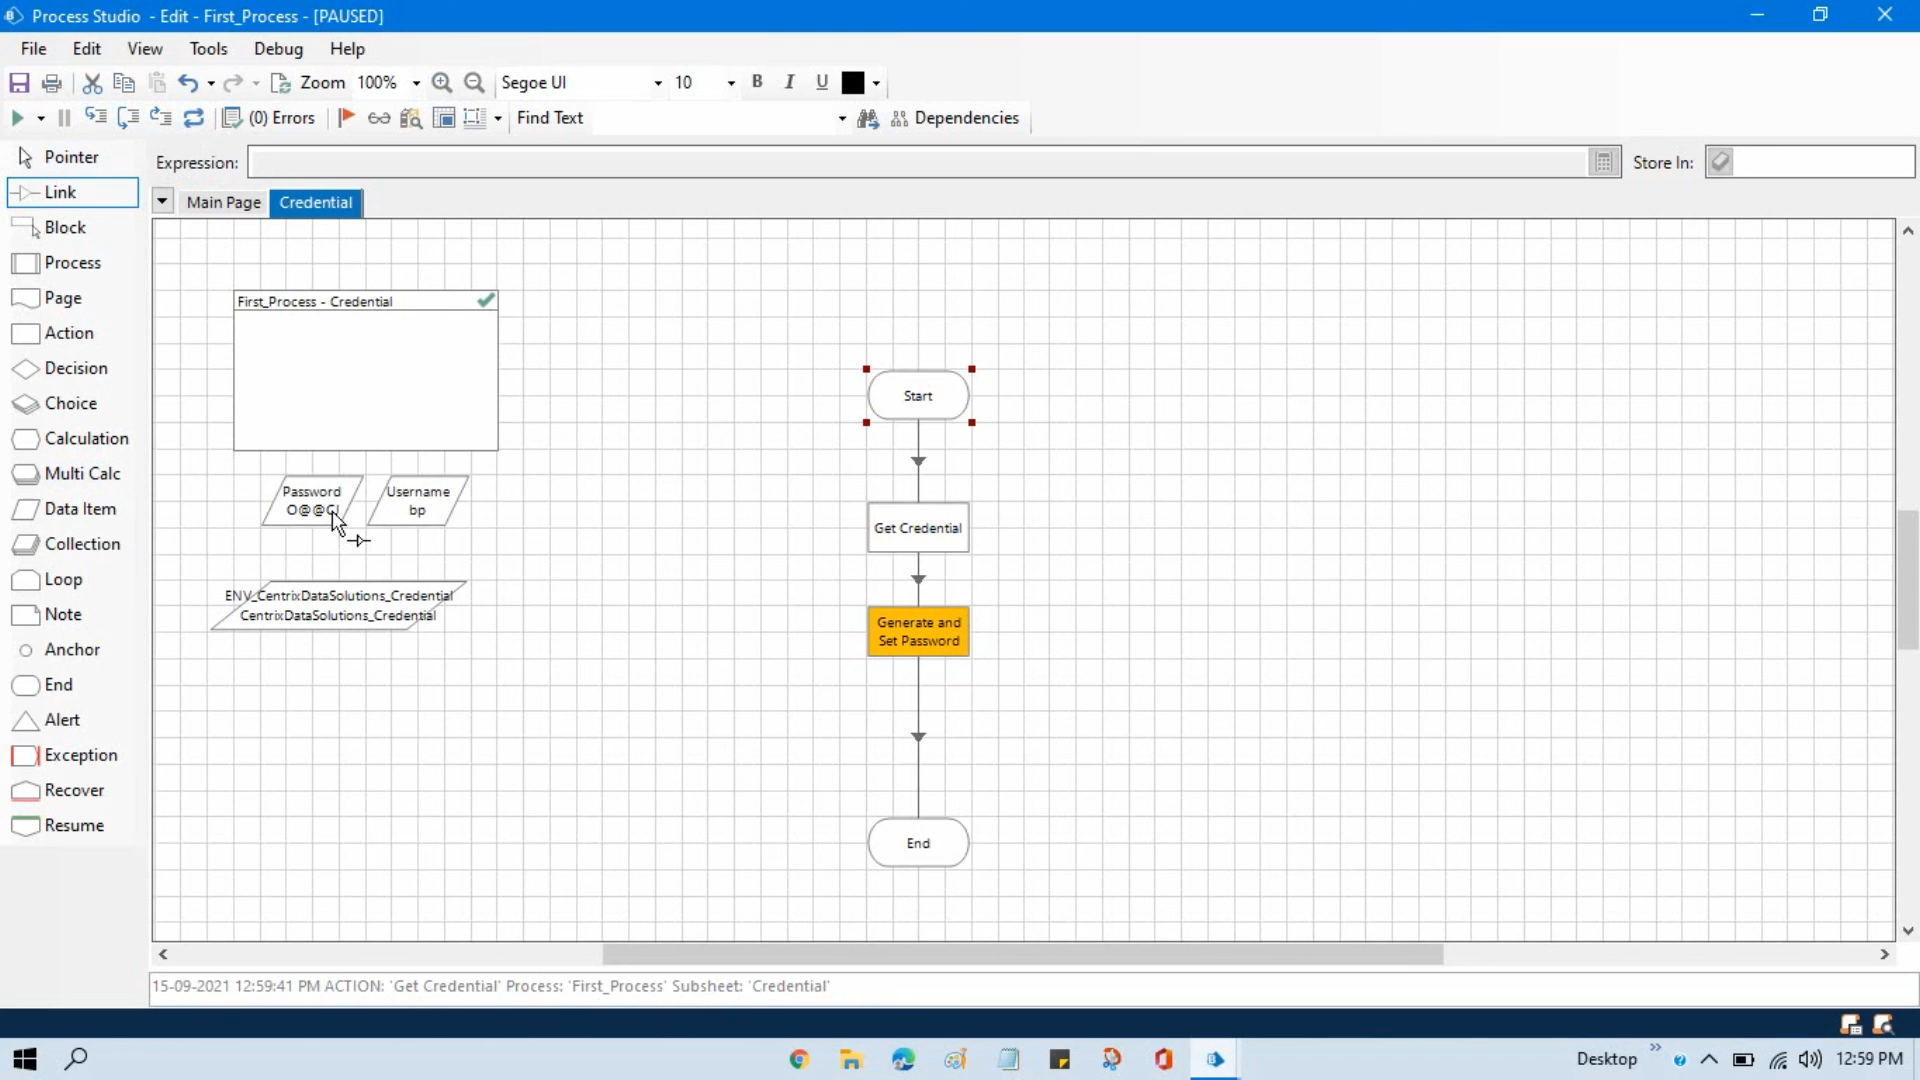 Process Studio - Edit - First_Process - [PAUSED]
File Edit View Tools Debug Help
Zoom 100% Segoe UI 10 B I U
(0) Errors Find Text Dependencies
Pointer
Expression: Store In:
Link
Main Page Credential
Block
Process
Page
Action
Decision
Choice
Calculation
Multi Calc
Data Item
Collection
Loop
Note
Anchor
End
Alert
Exception
Recover
Resume
First_Process - Credential
Password
Username
bp
ENV_CentrixDataSolutions_Credential
CentrixDataSolutions_Credential
Start
Get Credential
Generate and
Set Password
End
15-09-2021 12:59:41 PM ACTION: 'Get Credential' Process: 'First_Process' Subsheet: 'Credential'
Desktop 12:59 PM